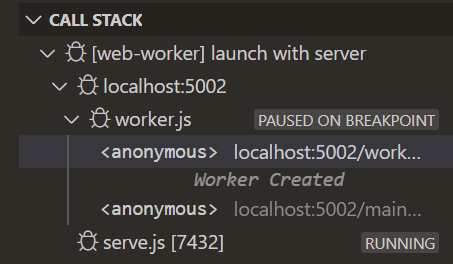 CALL STACK
[web-worker] launch with server
localhost:5002
worker.js PAUSED ON BREAKPOINT
<anonymous> localhost:5002/work...
Worker Created
<anonymous> localhost:5002/main...
serve.js [7432] RUNNING